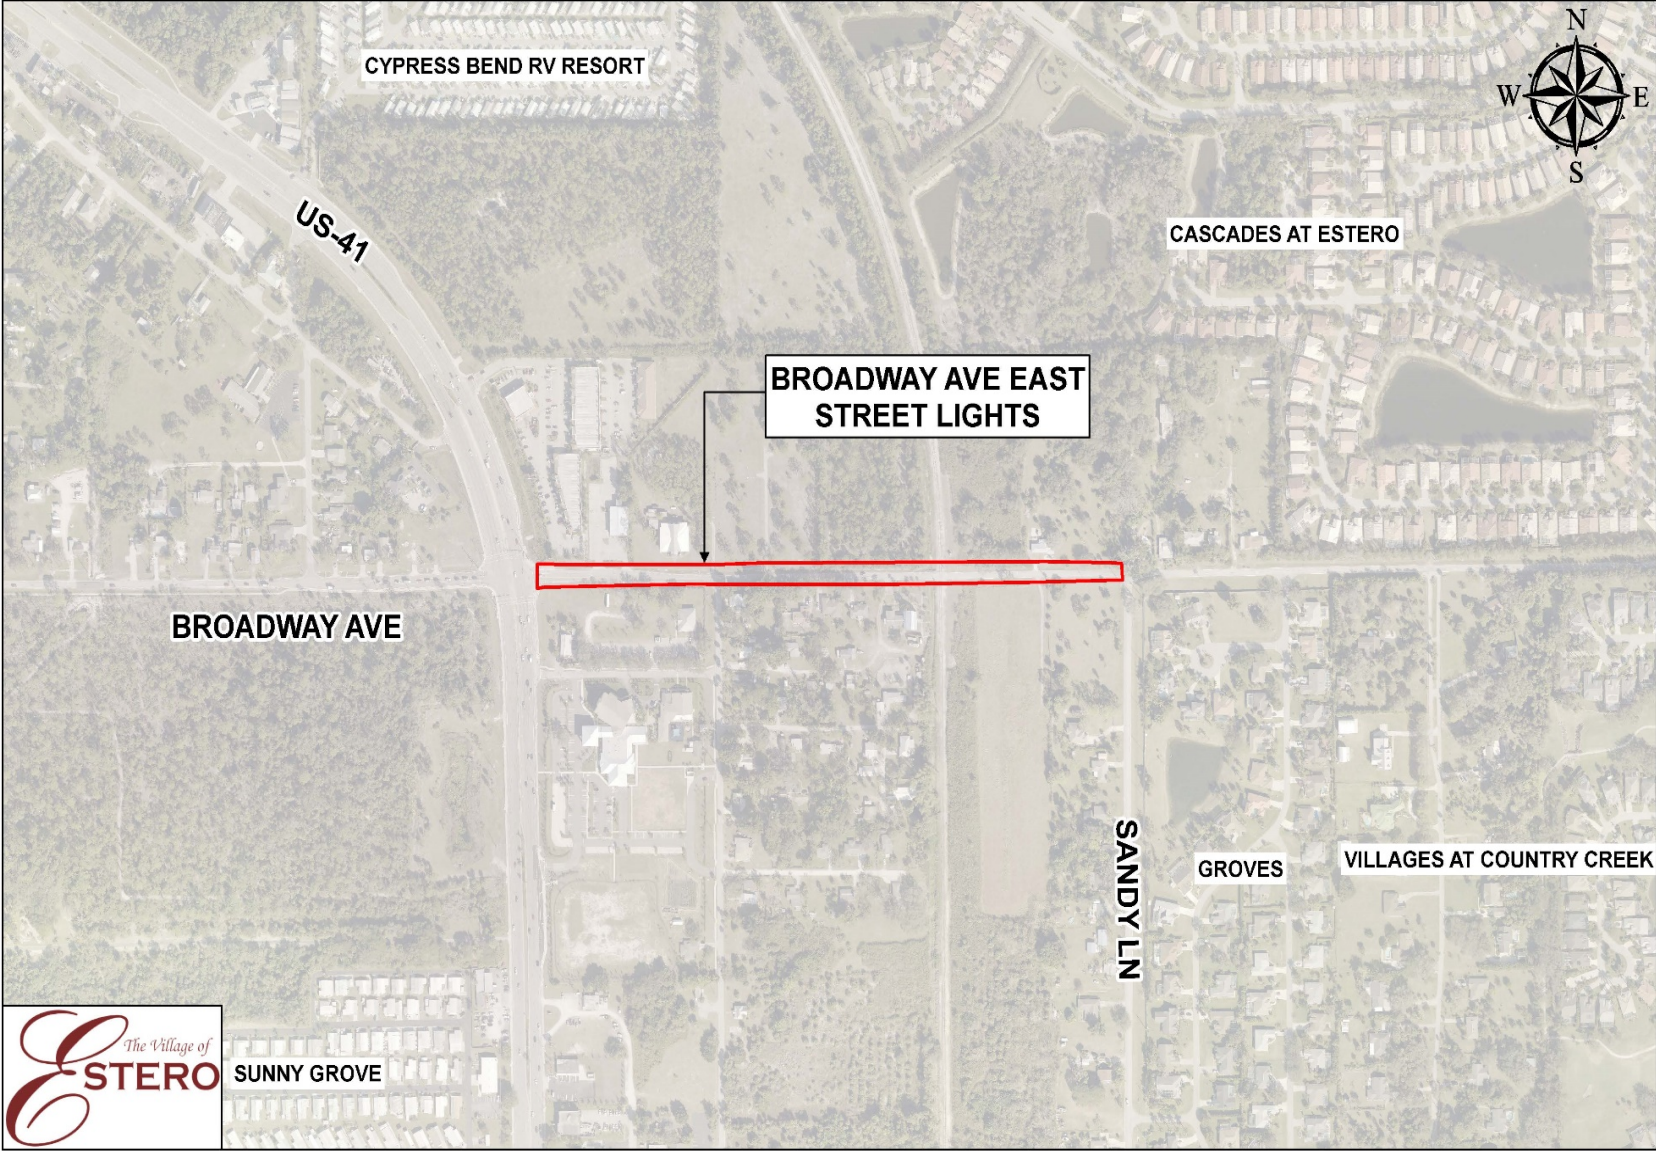 N
CYPRESS BEND RV RESORT
W
E
S
US-41
CASCADES AT ESTERO
BROADWAY AVE EAST
STREET LIGHTS
BROADWAY AVE
SANDY LN
GROVES
VILLAGES AT COUNTRY CREEK
The Village of
ESTERO
SUNNY GROVE